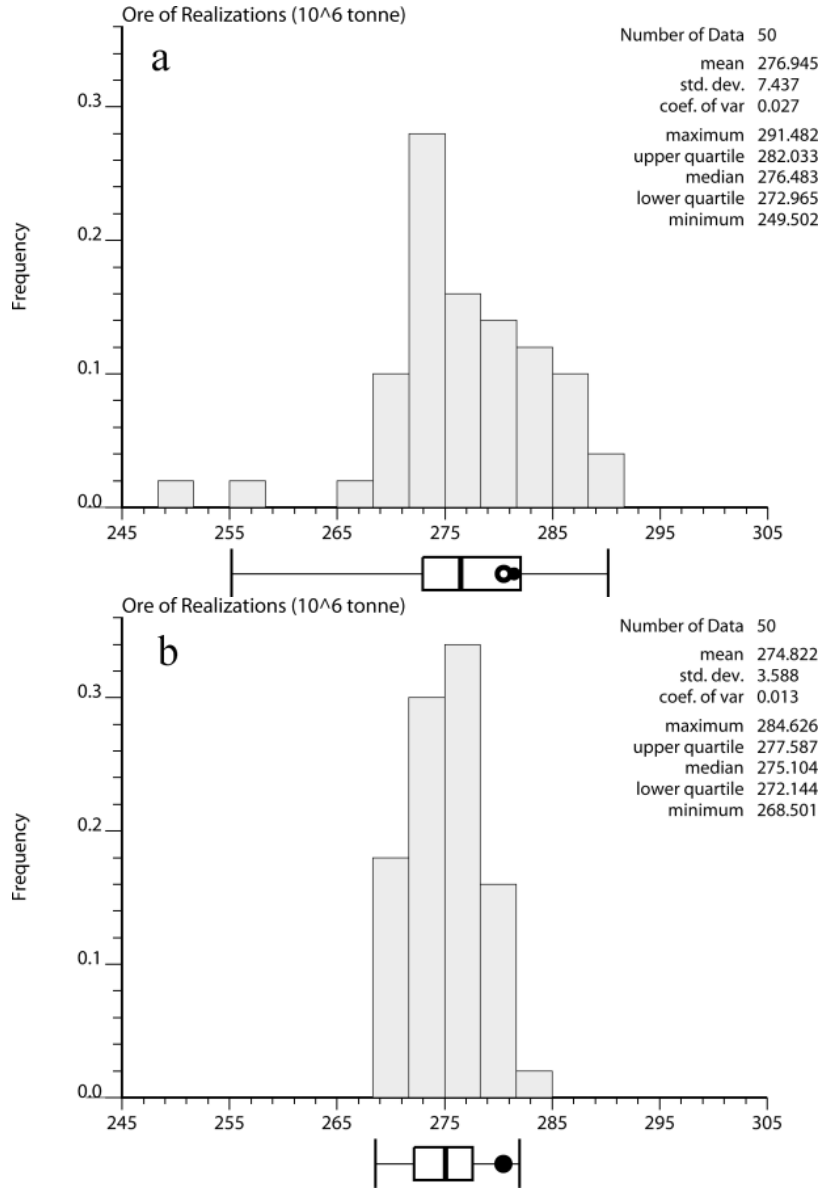 Ore of Realizations (10^6 tonne)
a
Number of Data 50
mean 276.945
std. dev. 7.437
coef. of var 0.027
maximum 291.482
upper quartile 282.033
median 276.483
lower quartile 272.965
minimum 249.502
Frequency
0.3
0.2
0.1
0.0
245 255 265 275 285 295 305
Ore of Realizations (10^6 tonne)
b
Number of Data 50
mean 274.822
std. dev. 3.588
coef. of var 0.013
maximum 284.626
upper quartile 277.587
median 275.104
lower quartile 272.144
minimum 268.501
Frequency
0.3
0.2
0.1
0.0
245 255 265 275 285 295 305